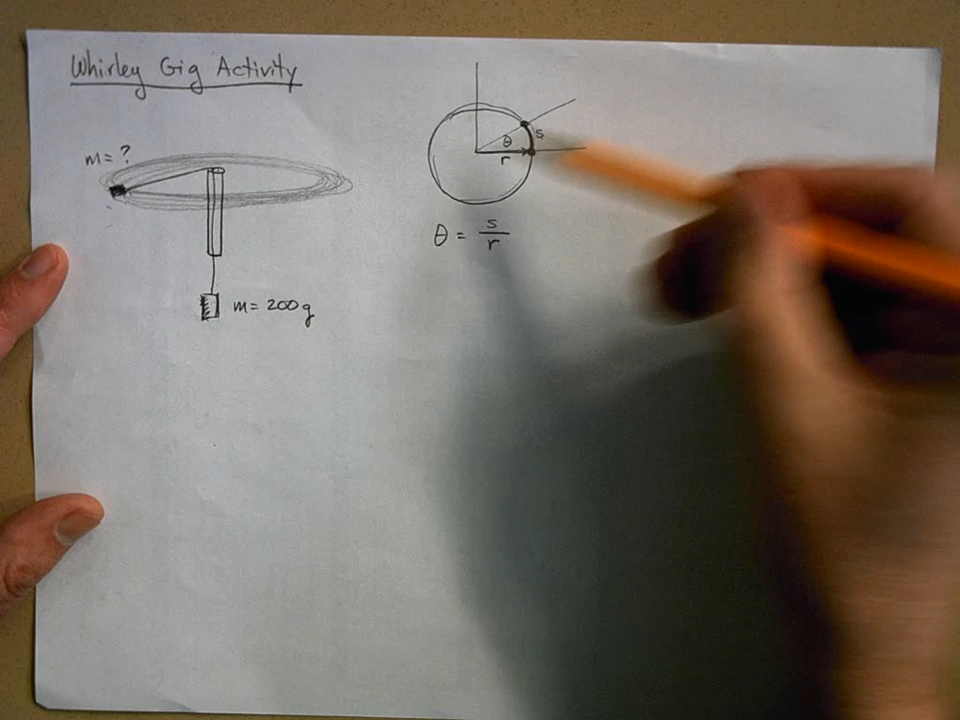 Whirley Gig Activity
m = ?
m = 200g
θ
s
r
θ = s/r